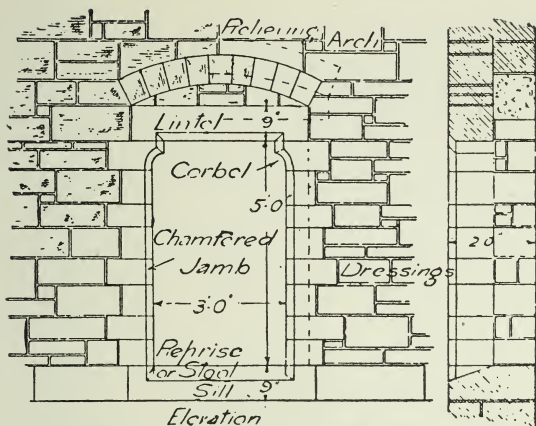 Relieving Arch
Lintel
9"
Corbel
5·0
Chamfered
Jamb
Dressings
2·0
3·0"
Reprise
or Stool
Sill
9"
Elevation